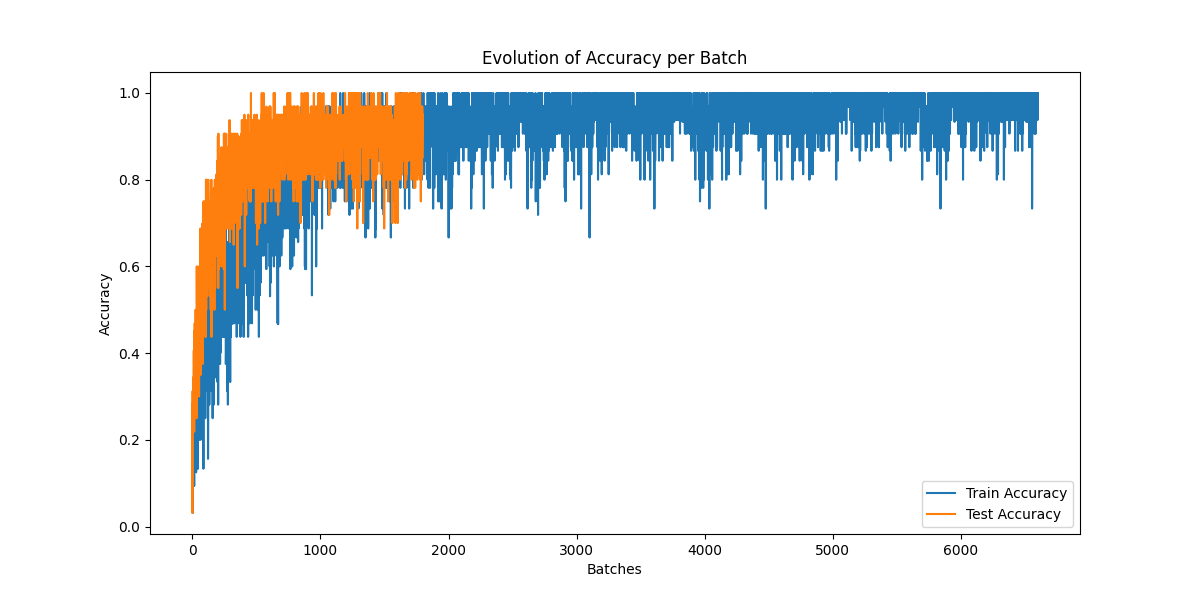 Evolution of Accuracy per Batch
Accuracy
1.0
0.8
0.6
0.4
0.2
0.0
0 1000 2000 3000 4000 5000 6000
Batches
Train Accuracy
Test Accuracy